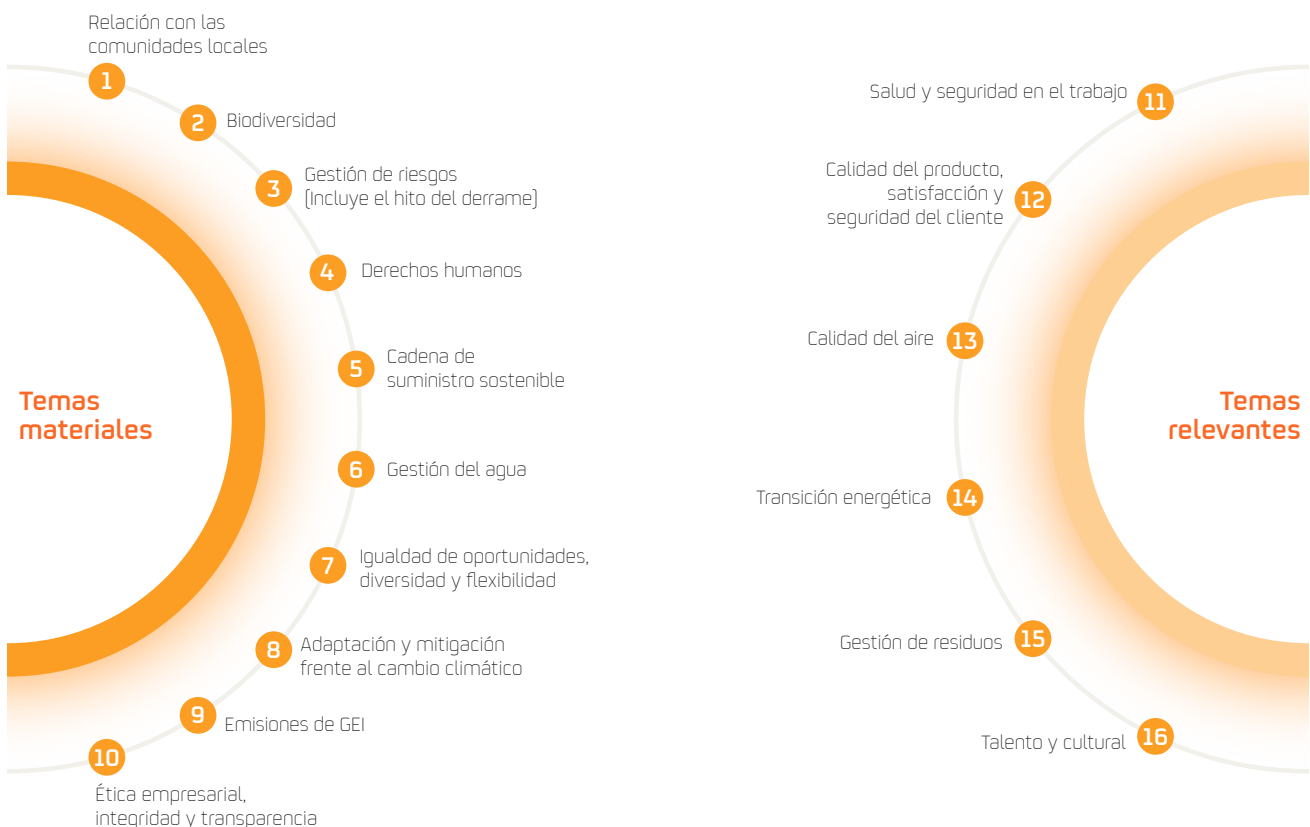 Relación con las
comunidades locales
1
2
Biodiversidad
3
Gestión de riesgos
(Incluye el hito del derrame)
4
Derechos humanos
5
Cadena de
suministro sostenible
Temas
materiales
6
Gestión del agua
7
Igualdad de oportunidades,
diversidad y flexibilidad
8
Adaptación y mitigación
frente al cambio climático
9
Emisiones de GEI
10
Ética empresarial,
integridad y transparencia
Salud y seguridad en el trabajo
11
Calidad del producto,
satisfacción y
seguridad del cliente
12
Calidad del aire
13
Temas
relevantes
Transición energética
14
Gestión de residuos
15
Talento y cultural
16